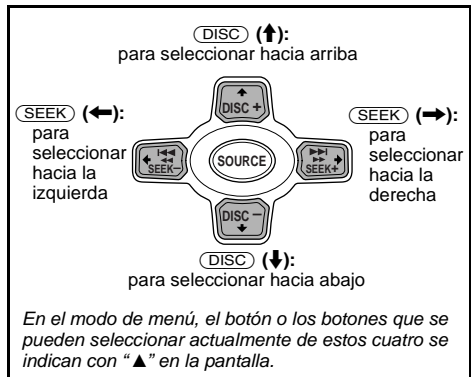 DISC (↑):
para seleccionar hacia arriba
DISC +
SEEK (←):
para
seleccionar
hacia la
izquierda
SEEK–
SOURCE
SEEK+
SEEK (→):
para
seleccionar
hacia la
derecha
DISC –
DISC (↓):
para seleccionar hacia abajo
En el modo de menú, el botón o los botones que se
pueden seleccionar actualmente de estos cuatro se
indican con “▲” en la pantalla.